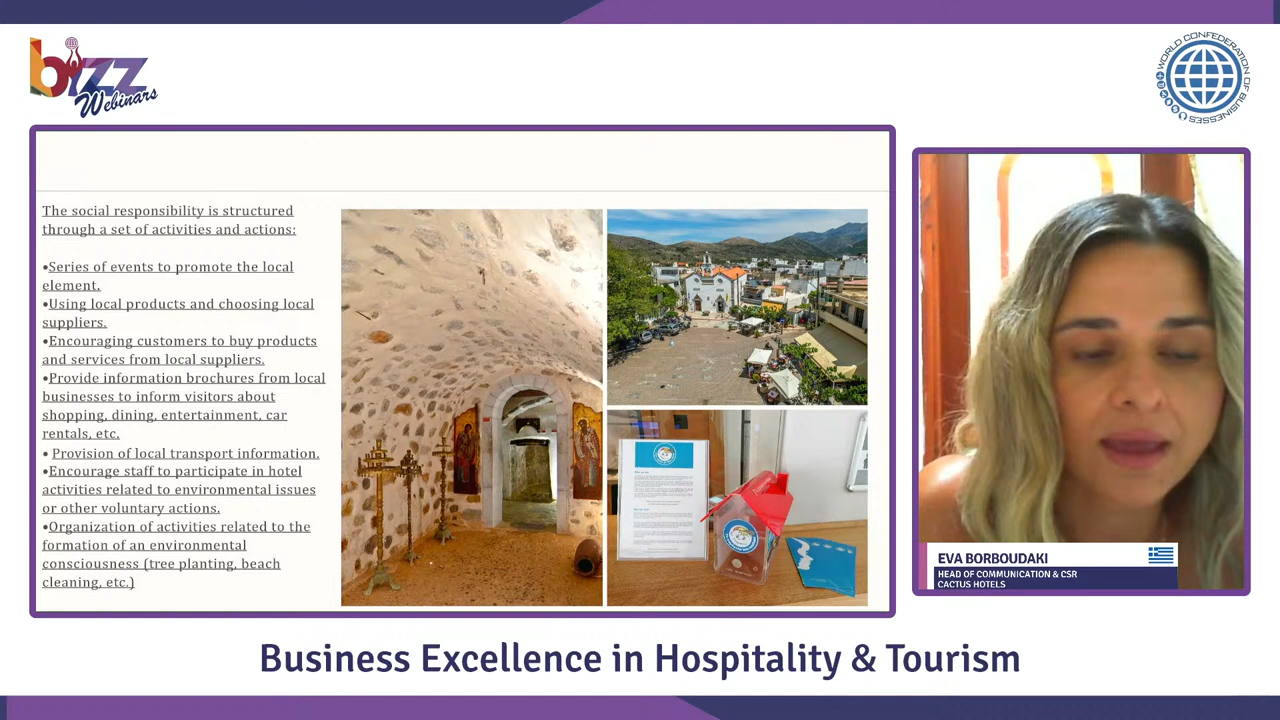 bizz
Webinars
WORLD CONFEDERATION OF BUSINESSES
The social responsibility is structured
through a set of activities and actions:
•Series of events to promote the local
element.
•Using local products and choosing local
suppliers.
•Encouraging customers to buy products
and services from local suppliers.
•Provide information brochures from local
businesses to inform visitors about
shopping, dining, entertainment, car
rentals, etc.
• Provision of local transport information.
•Encourage staff to participate in hotel
activities related to environmental issues
or other voluntary actions.
•Organization of activities related to the
formation of an environmental
consciousness (tree planting, beach
cleaning, etc.)
EVA BORBOUDAKI
HEAD OF COMMUNICATION & CSR
CACTUS HOTELS
Business Excellence in Hospitality & Tourism